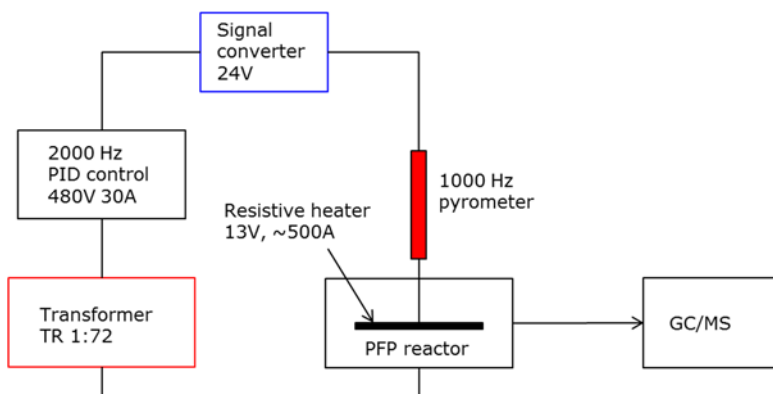 Signal
converter
24V
2000 Hz
PID control
480V 30A
1000 Hz
pyrometer
Resistive heater
13V, ~500A
Transformer
TR 1:72
PFP reactor
GC/MS